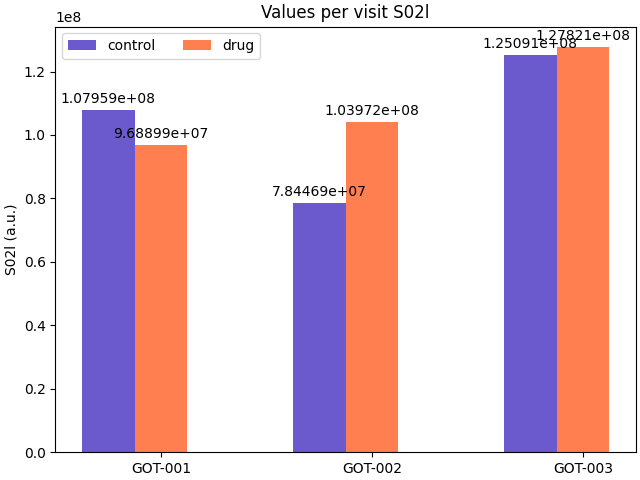 Values per visit S02l
1e8
control
drug
1.07959e+08
9.68899e+07
7.84469e+07
1.03972e+08
1.25091e+08
1.27821e+08
S02l (a.u.)
1.2
1.0
0.8
0.6
0.4
0.2
0.0
GOT-001
GOT-002
GOT-003